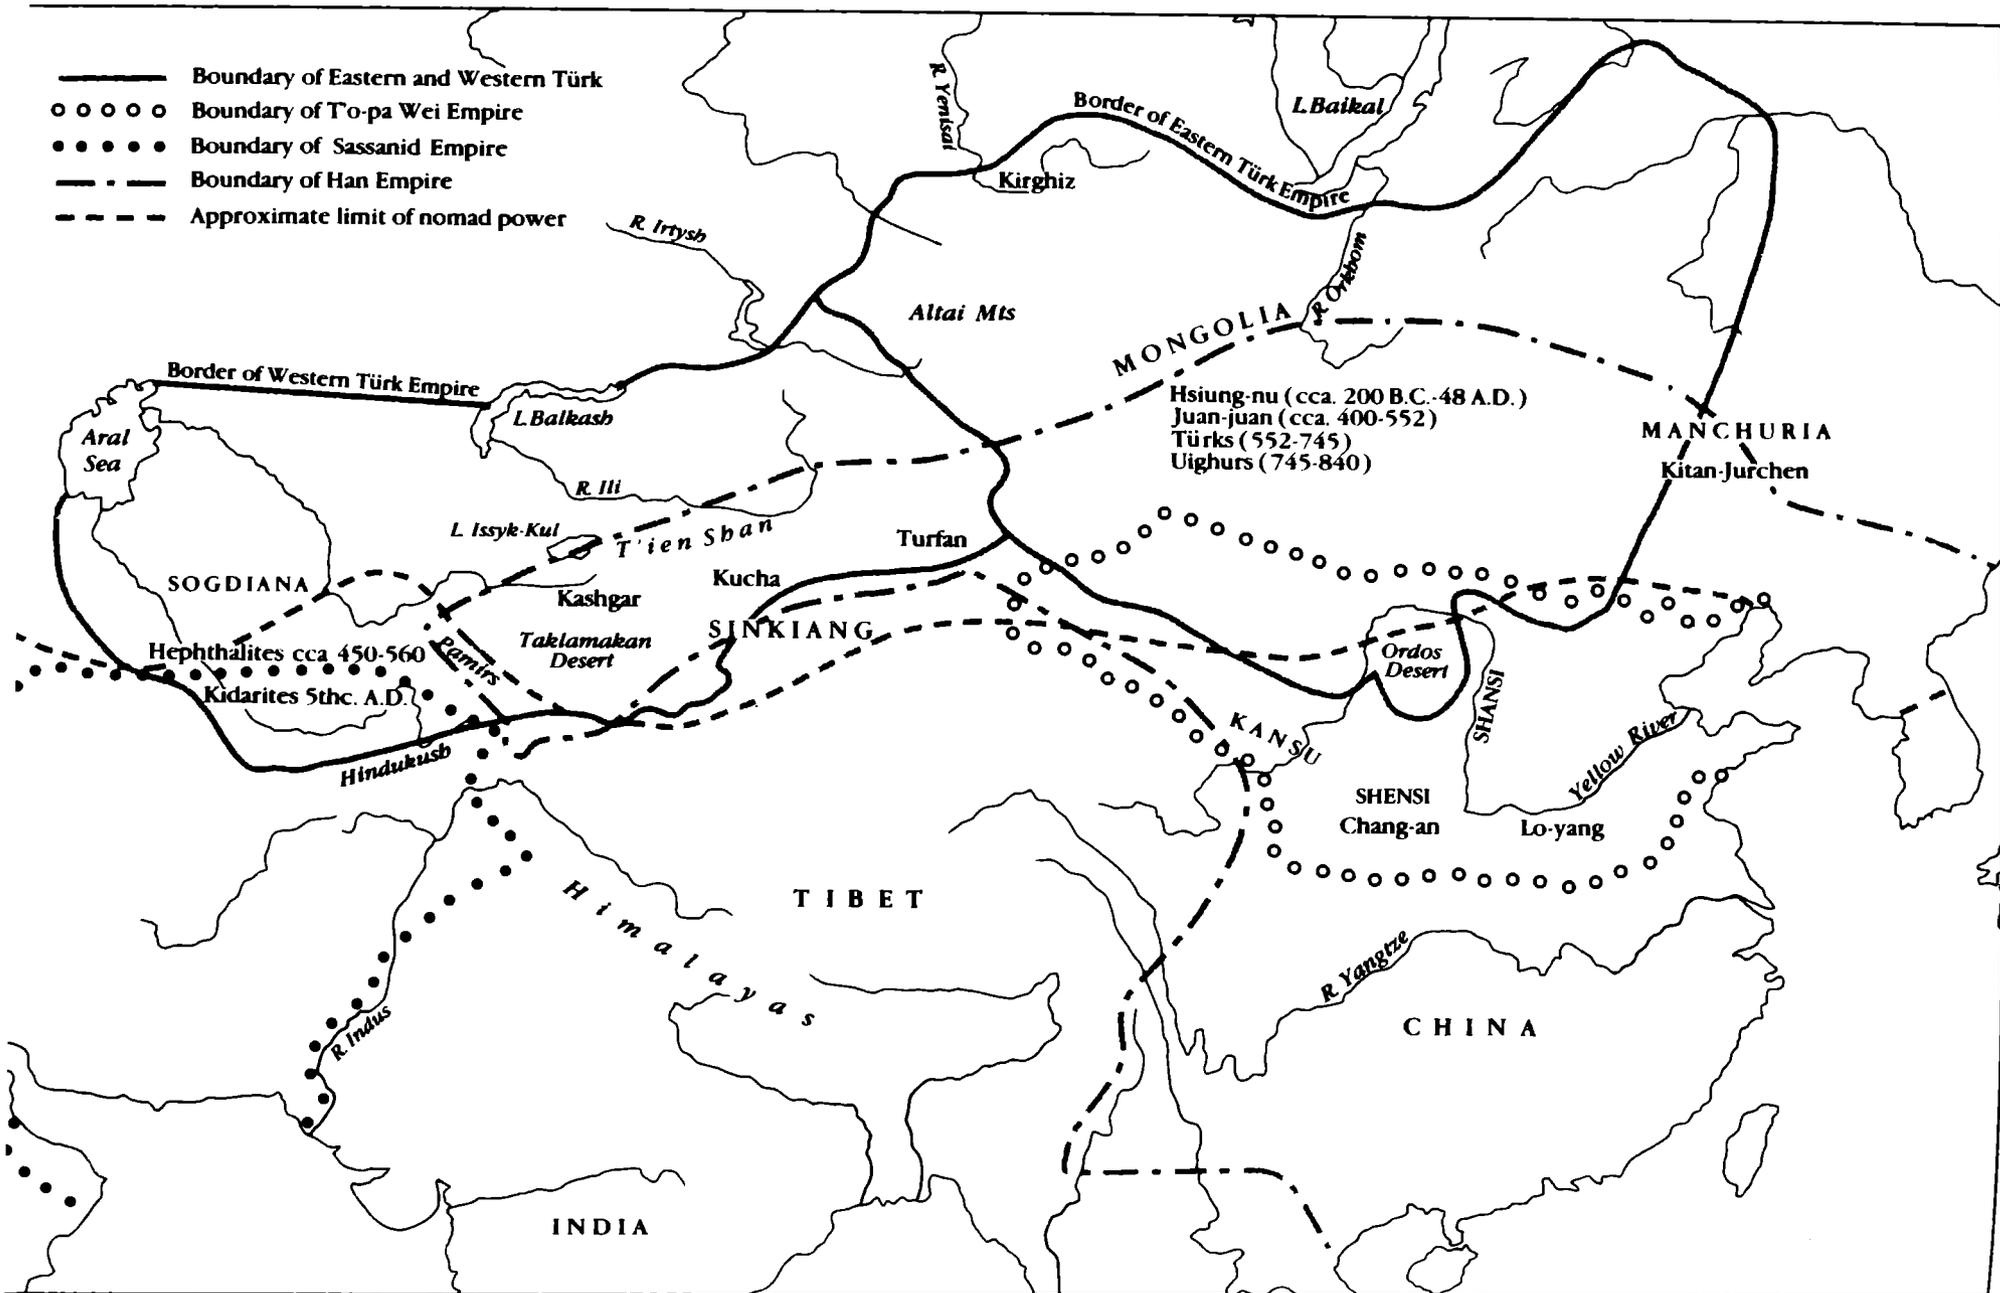 Boundary of Eastern and Western Türk
Boundary of T'o-pa Wei Empire
Boundary of Sassanid Empire
Boundary of Han Empire
Approximate limit of nomad power
R. Yenisai
L.Baikal
Border of Eastern Türk Empire
Kirghiz
R. Irtysh
R. Orkhom
Altai Mts
MONGOLIA
Border of Western Türk Empire
L.Balkash
Aral
Sea
Hsiung-nu (cca. 200 B.C.-48 A.D.)
Juan-juan (cca. 400-552)
Türks (552-745)
Uighurs (745-840)
MANCHURIA
Kitan-Jurchen
R. Ili
L. Issyk-Kul
T'ien Shan
Turfan
Kucha
SOGDIANA
Kashgar
SINKIANG
Taklamakan
Desert
Pamirs
Hephthalites cca 450-560
Kidarites 5thc. A.D.
Ordos
Desert
SHANSI
KANSU
Hindukush
Yellow River
SHENSI
Chang-an
Lo-yang
TIBET
Himalayas
R. Yangtze
R. Indus
CHINA
INDIA